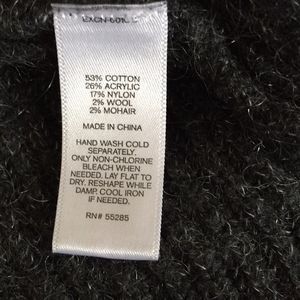 53% COTTON
26% ACRYLIC
17% NYLON
2% WOOL
2% MOHAIR
MADE IN CHINA
HAND WASH COLD
SEPARATELY.
ONLY NON-CHLORINE
BLEACH WHEN
NEEDED. LAY FLAT TO
DRY. RESHAPE WHILE
DAMP. COOL IRON
IF NEEDED.
RN# 55285